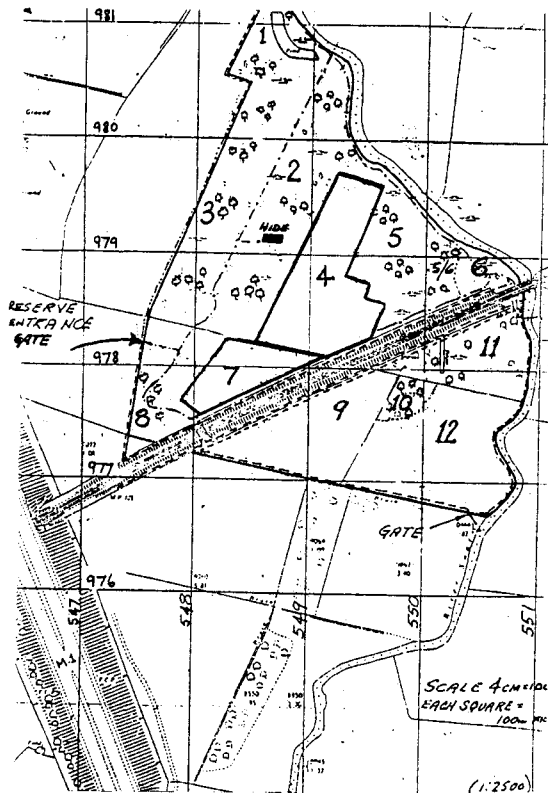 981
1
980
2
3
HIDE
979
5
5/6
6
4
RESERVE
ENTRANCE
GATE
978
7
11
8
9
10
12
977
GATE
976
547
548
549
550
551
M1
SCALE 4CM=
EACH SQUARE =
100m
(1:2500)